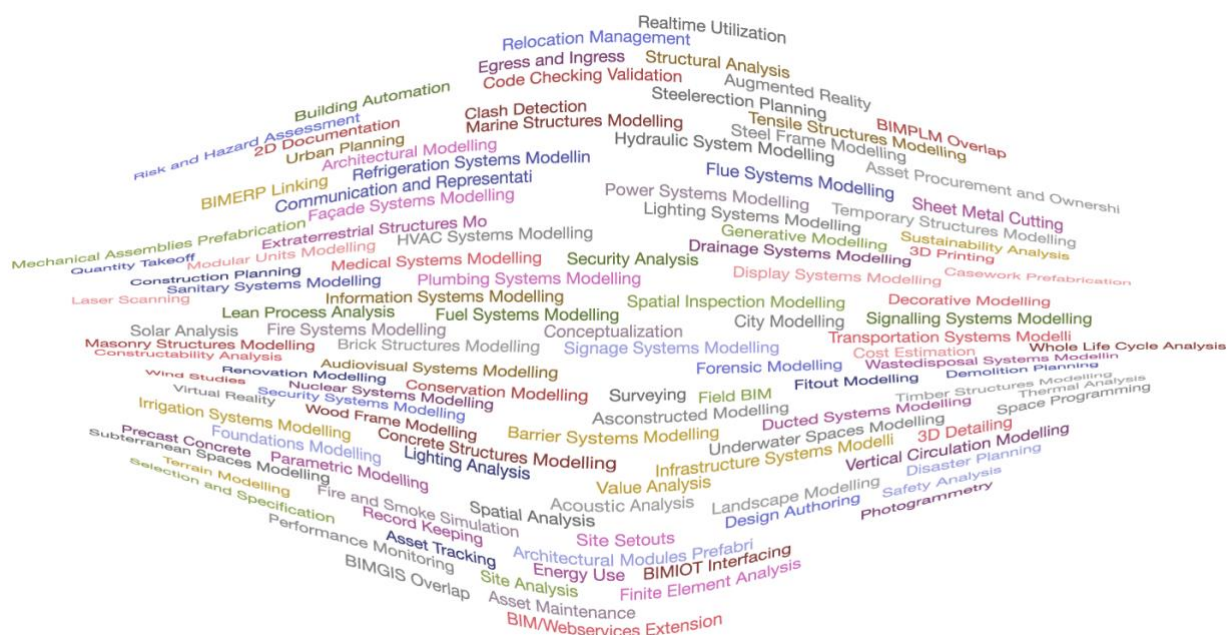 Realtime Utilization
Relocation Management
Egress and Ingress
Structural Analysis
Code Checking Validation
Augmented Reality
Building Automation
Steelerection Planning
Clash Detection
Marine Structures Modelling
Tensile Structures Modelling
BIMPLM Overlap
Risk and Hazard Assessment
2D Documentation
Urban Planning
Steel Frame Modelling
Architectural Modelling
Hydraulic System Modelling
Refrigeration Systems Modellin
Asset Procurement and Ownershi
Flue Systems Modelling
BIMERP Linking
Communication and Representati
Power Systems Modelling
Façade Systems Modelling
Sheet Metal Cutting
Temporary Structures Modelling
Lighting Systems Modelling
Mechanical Assemblies Prefabrication
Extraterrestrial Structures Mo
HVAC Systems Modelling
Generative Modelling
Sustainability Analysis
Quantity Takeoff
Modular Units Modelling
Drainage Systems Modelling
3D Printing
Medical Systems Modelling
Security Analysis
Construction Planning
Sanitary Systems Modelling
Plumbing Systems Modelling
Display Systems Modelling
Casework Prefabrication
Laser Scanning
Information Systems Modelling
Spatial Inspection Modelling
Decorative Modelling
Lean Process Analysis
Fuel Systems Modelling
City Modelling
Signalling Systems Modelling
Solar Analysis
Fire Systems Modelling
Conceptualization
Transportation Systems Modelli
Masonry Structures Modelling
Brick Structures Modelling
Signage Systems Modelling
Cost Estimation
Whole Life Cycle Analysis
Constructability Analysis
Audiovisual Systems Modelling
Forensic Modelling
Wastedisposal Systems Modellin
Wind Studies
Renovation Modelling
Fitout Modelling
Demolition Planning
Virtual Reality
Nuclear Systems Modelling
Security Systems Modelling
Conservation Modelling
Surveying
Field BIM
Timber Structures Modelling
Thermal Analysis
Irrigation Systems Modelling
Wood Frame Modelling
Asconstructed Modelling
Ducted Systems Modelling
Space Programming
Precast Concrete
Foundations Modelling
Concrete Structures Modelling
Barrier Systems Modelling
Underwater Spaces Modelling
3D Detailing
Subterranean Spaces Modelling
Parametric Modelling
Lighting Analysis
Infrastructure Systems Modelli
Vertical Circulation Modelling
Terrain Modelling
Value Analysis
Disaster Planning
Selection and Specification
Fire and Smoke Simulation
Spatial Analysis
Acoustic Analysis
Landscape Modelling
Safety Analysis
Record Keeping
Design Authoring
Photogrammetry
Performance Monitoring
Asset Tracking
Site Setouts
Architectural Modules Prefabri
BIMGIS Overlap
Energy Use
BIMIOT Interfacing
Site Analysis
Finite Element Analysis
Asset Maintenance
BIM/Webservices Extension